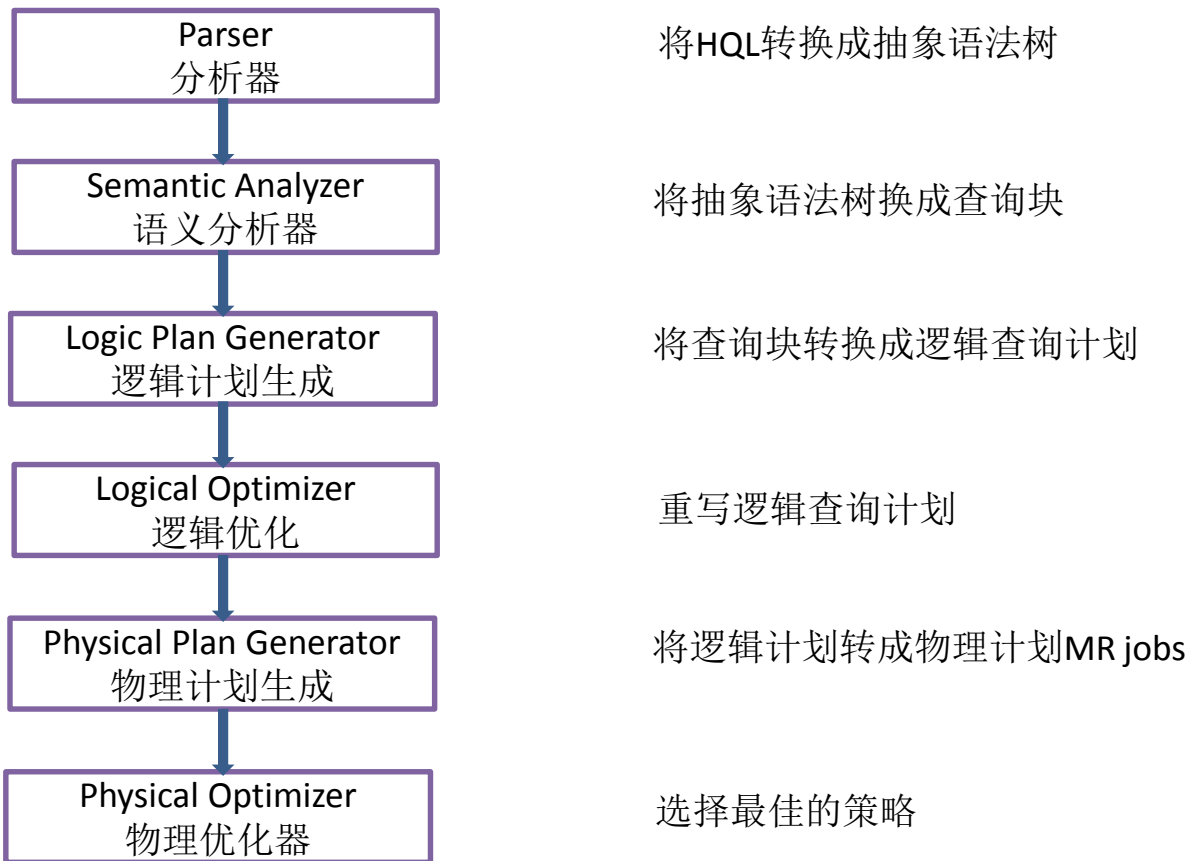 Parser
分析器
将HQL转换成抽象语法树
Semantic Analyzer
语义分析器
将抽象语法树换成查询块
Logic Plan Generator
逻辑计划生成
将查询块转换成逻辑查询计划
Logical Optimizer
逻辑优化
重写逻辑查询计划
Physical Plan Generator
物理计划生成
将逻辑计划转成物理计划MR jobs
Physical Optimizer
物理优化器
选择最佳的策略